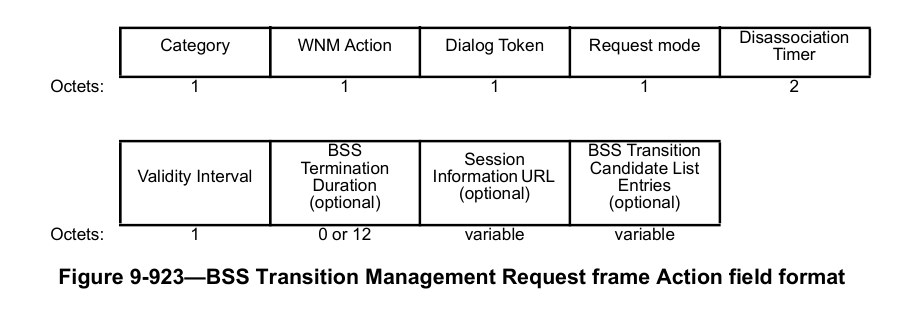 Category WNM Action Dialog Token Request mode Disassociation Timer
Octets: 1 1 1 1 2
Validity Interval BSS Termination Duration (optional) Session Information URL (optional) BSS Transition Candidate List Entries (optional)
Octets: 1 0 or 12 variable variable
Figure 9-923—BSS Transition Management Request frame Action field format